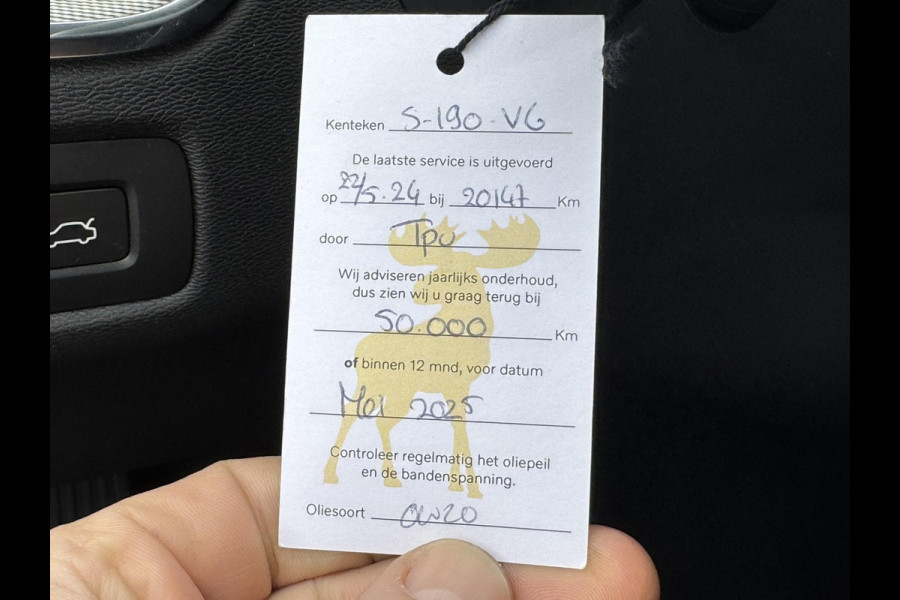 Kenteken S-190-VG
De laatste service is uitgevoerd
op 22/5.24 bij 20147 Km
door Tpu
Wij adviseren jaarlijks onderhoud,
dus zien wij u graag terug bij
50.000 Km
of binnen 12 mnd, voor datum
Mei 2025
Controleer regelmatig het oliepeil
en de bandenspanning.
Oliesoort 0W20